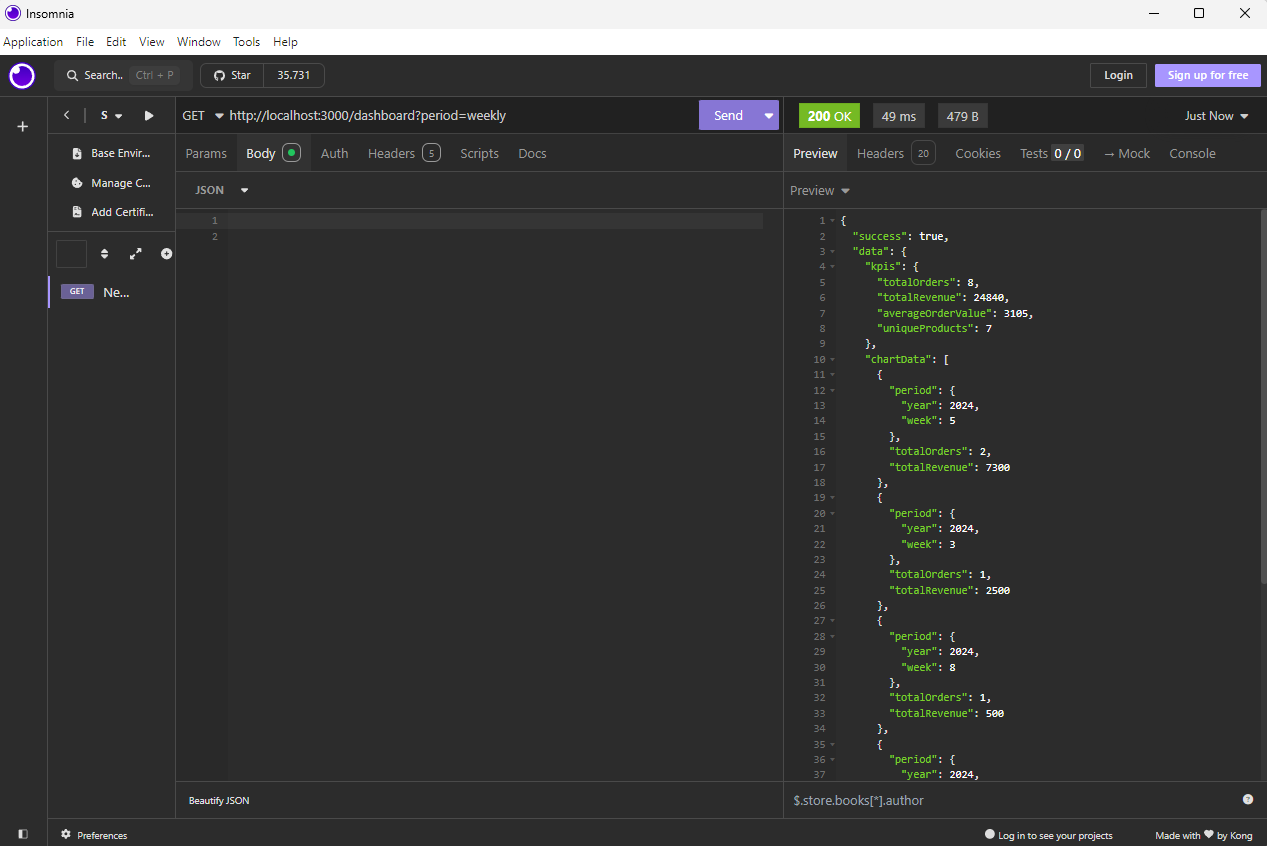 Insomnia
Application File Edit View Window Tools Help
Search.. Ctrl + P Star 35.731 Login Sign up for free
S GET http://localhost:3000/dashboard?period=weekly Send 200 OK 49 ms 479 B Just Now
Base Envir...
Manage C...
Add Certifi...
GET Ne...
Params Body Auth Headers 5 Scripts Docs
JSON
1
2
Beautify JSON
Preview Headers 20 Cookies Tests 0 / 0 → Mock Console
Preview
1 {
2 "success": true,
3 "data": {
4 "kpis": {
5 "totalOrders": 8,
6 "totalRevenue": 24840,
7 "averageOrderValue": 3105,
8 "uniqueProducts": 7
9 },
10 "chartData": [
11 {
12 "period": {
13 "year": 2024,
14 "week": 5
15 },
16 "totalOrders": 2,
17 "totalRevenue": 7300
18 },
19 {
20 "period": {
21 "year": 2024,
22 "week": 3
23 },
24 "totalOrders": 1,
25 "totalRevenue": 2500
26 },
27 {
28 "period": {
29 "year": 2024,
30 "week": 8
31 },
32 "totalOrders": 1,
33 "totalRevenue": 500
34 },
35 {
36 "period": {
37 "year": 2024,
$.store.books[*].author
Preferences Log in to see your projects Made with ❤ by Kong